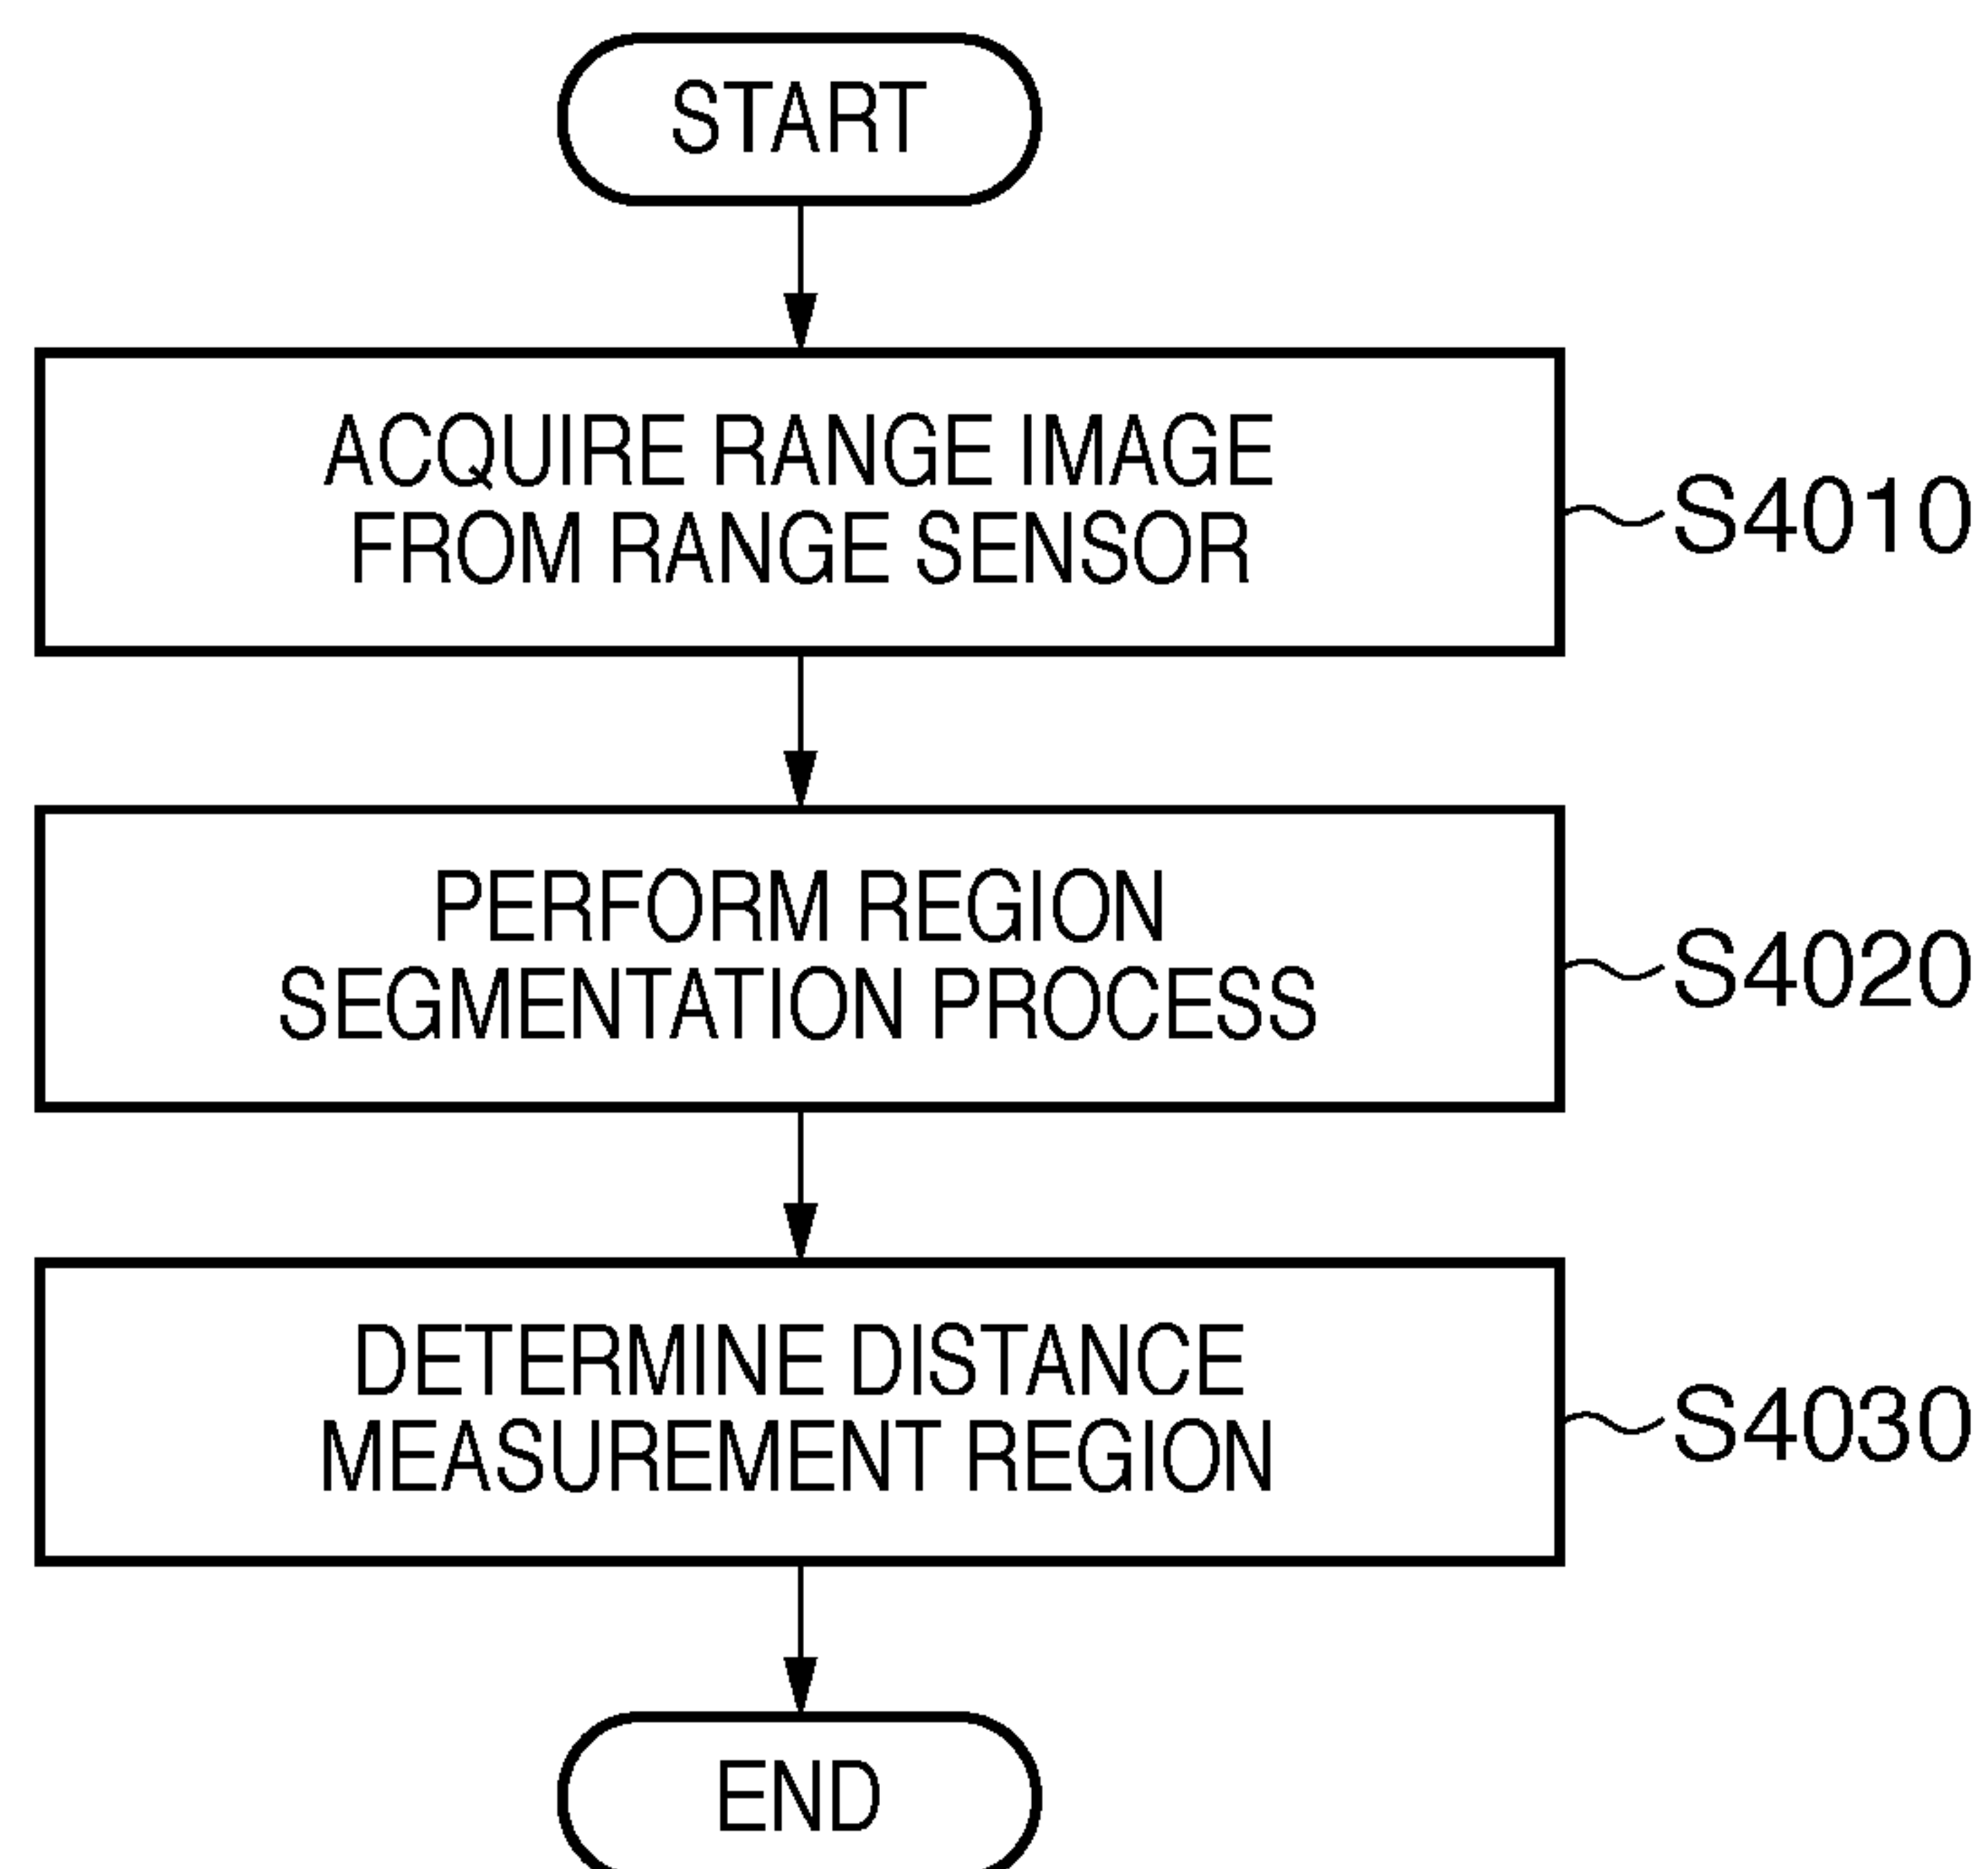 START
ACQUIRE RANGE IMAGE
FROM RANGE SENSOR
S4010
PERFORM REGION
SEGMENTATION PROCESS
S4020
DETERMINE DISTANCE
MEASUREMENT REGION
S4030
END